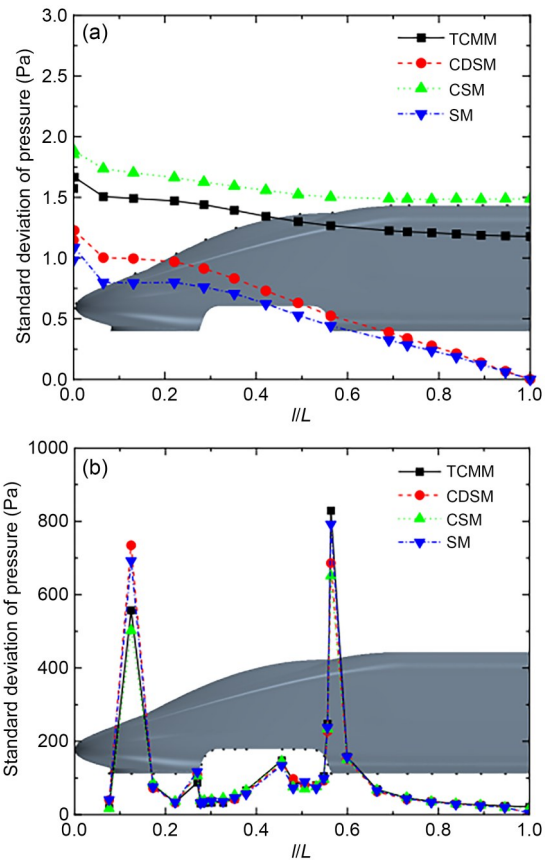 (a)
TCMM
CDSM
CSM
SM
Standard deviation of pressure (Pa)
3.0
2.5
2.0
1.5
1.0
0.5
0.0
0.0 0.2 0.4 0.6 0.8 1.0
l/L
(b)
TCMM
CDSM
CSM
SM
Standard deviation of pressure (Pa)
1000
800
600
400
200
0
0.0 0.2 0.4 0.6 0.8 1.0
l/L